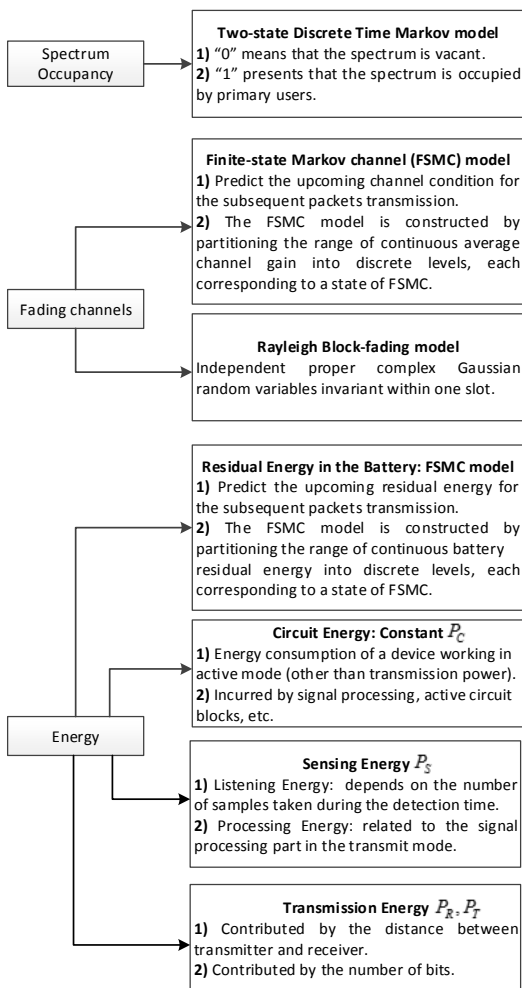 Spectrum
Occupancy
Two-state Discrete Time Markov model
1) “0” means that the spectrum is vacant.
2) “1” presents that the spectrum is occupied
by primary users.
Fading channels
Finite-state Markov channel (FSMC) model
1) Predict the upcoming channel condition for
the subsequent packets transmission.
2) The FSMC model is constructed by
partitioning the range of continuous average
channel gain into discrete levels, each
corresponding to a state of FSMC.
Rayleigh Block-fading model
Independent proper complex Gaussian
random variables invariant within one slot.
Energy
Residual Energy in the Battery: FSMC model
1) Predict the upcoming residual energy for
the subsequent packets transmission.
2) The FSMC model is constructed by
partitioning the range of continuous battery
residual energy into discrete levels, each
corresponding to a state of FSMC.
Circuit Energy: Constant P_C
1) Energy consumption of a device working in
active mode (other than transmission power).
2) Incurred by signal processing, active circuit
blocks, etc.
Sensing Energy P_S
1) Listening Energy: depends on the number
of samples taken during the detection time.
2) Processing Energy: related to the signal
processing part in the transmit mode.
Transmission Energy P_R, P_T
1) Contributed by the distance between
transmitter and receiver.
2) Contributed by the number of bits.